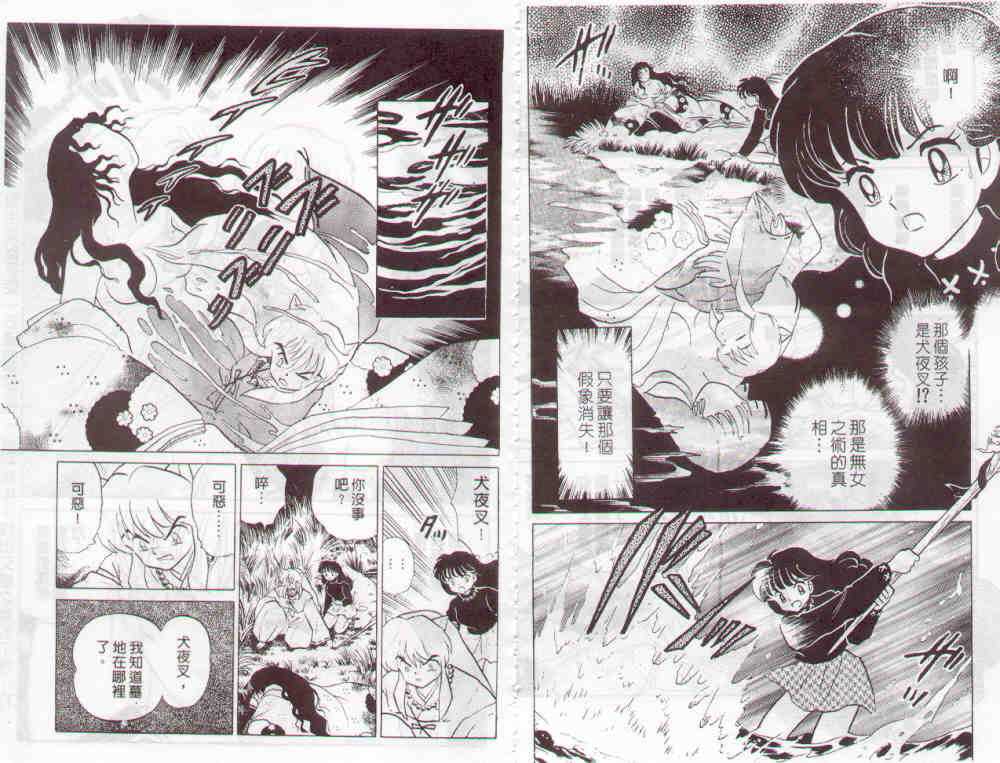 啊！
那個孩子…
是犬夜叉!?
那是無女
之術的真
相…
只要讓那個
假象消失！
犬夜叉…
……
你沒事
吧？
啐…
可惡……
可惡！
犬夜叉，
我知道墓
地在哪裡
了。